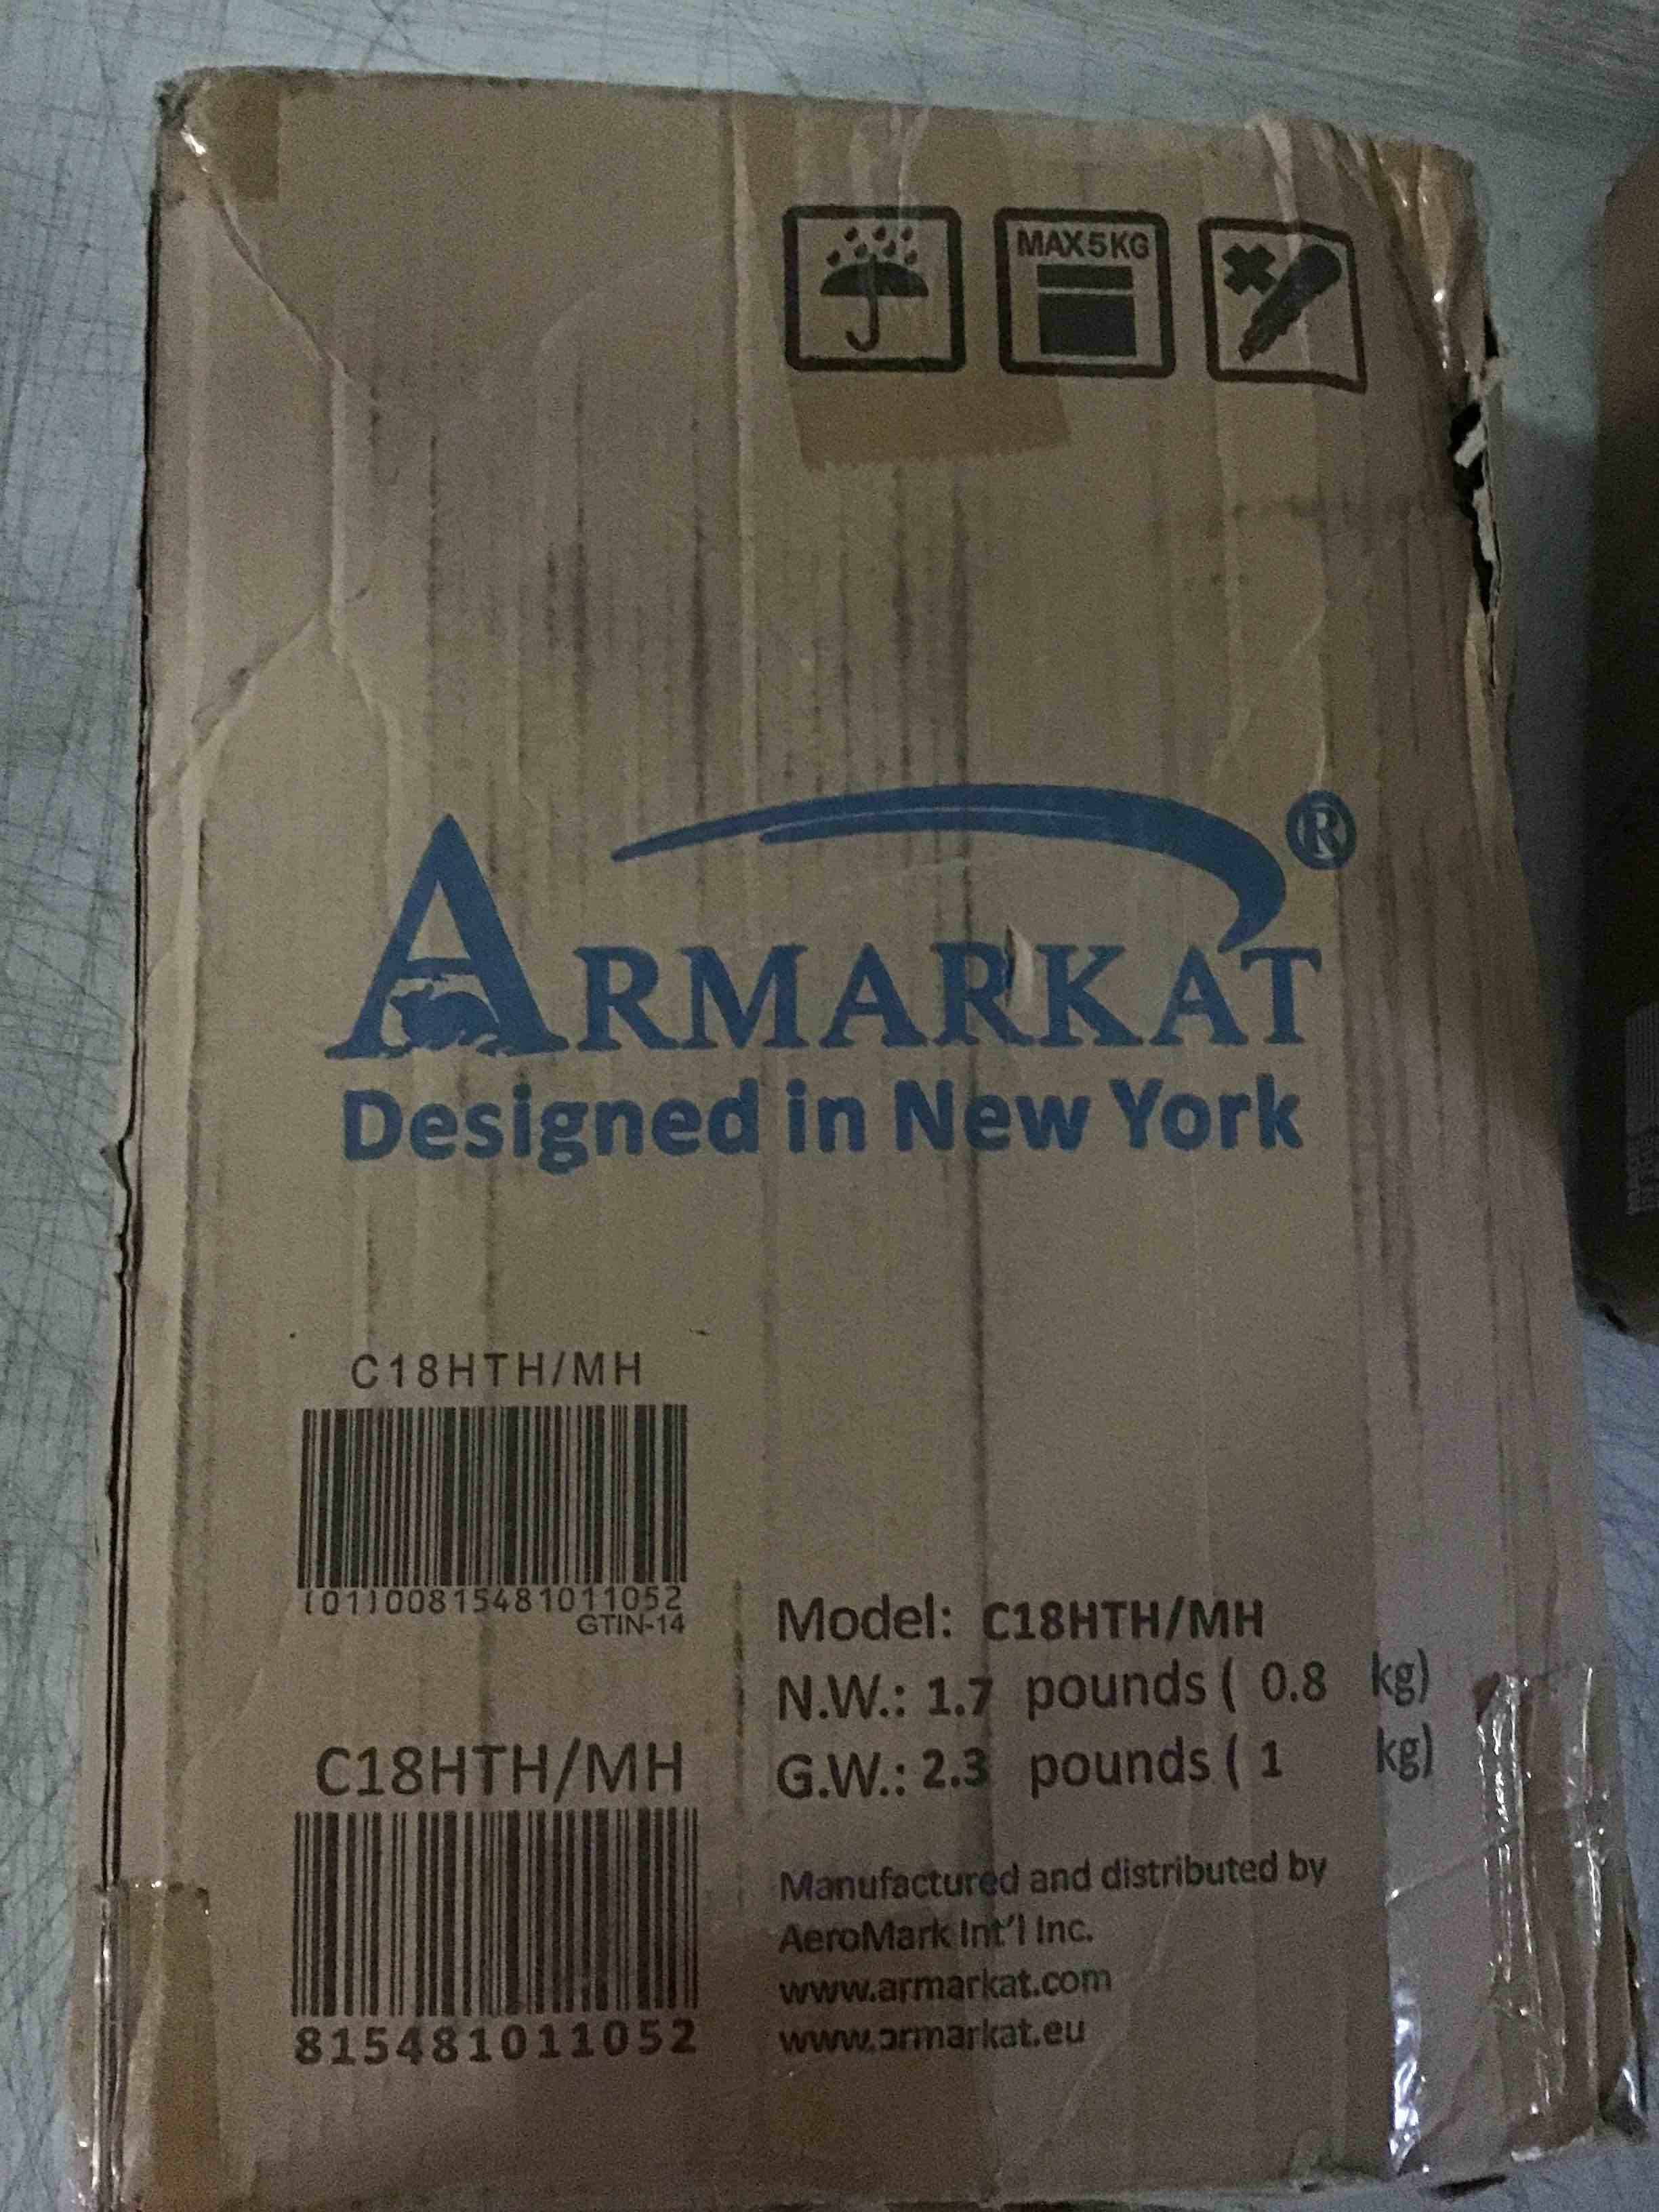 MAX5KG
ARMARKAT®
Designed in New York
C18HTH/MH
(01)00815481011052
GTIN-14
Model: C18HTH/MH
N.W.: 1.7 pounds ( 0.8 kg)
G.W.: 2.3 pounds ( 1 kg)
C18HTH/MH
815481011052
Manufactured and distributed by
AeroMark Int'l Inc.
www.armarkat.com
www.armarkat.eu